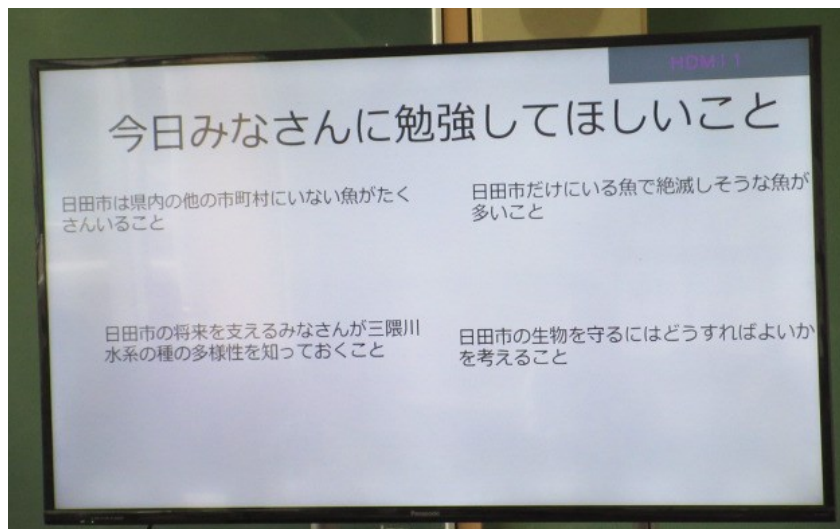 HDMI 1
今日みなさんに勉強してほしいこと
日田市は県内の他の市町村にいない魚がたく
さんいること
日田市だけにいる魚で絶滅しそうな魚が
多いこと
日田市の将来を支えるみなさんが三隈川
水系の種の多様性を知っておくこと
日田市の生物を守るにはどうすればよいか
を考えること
Panasonic